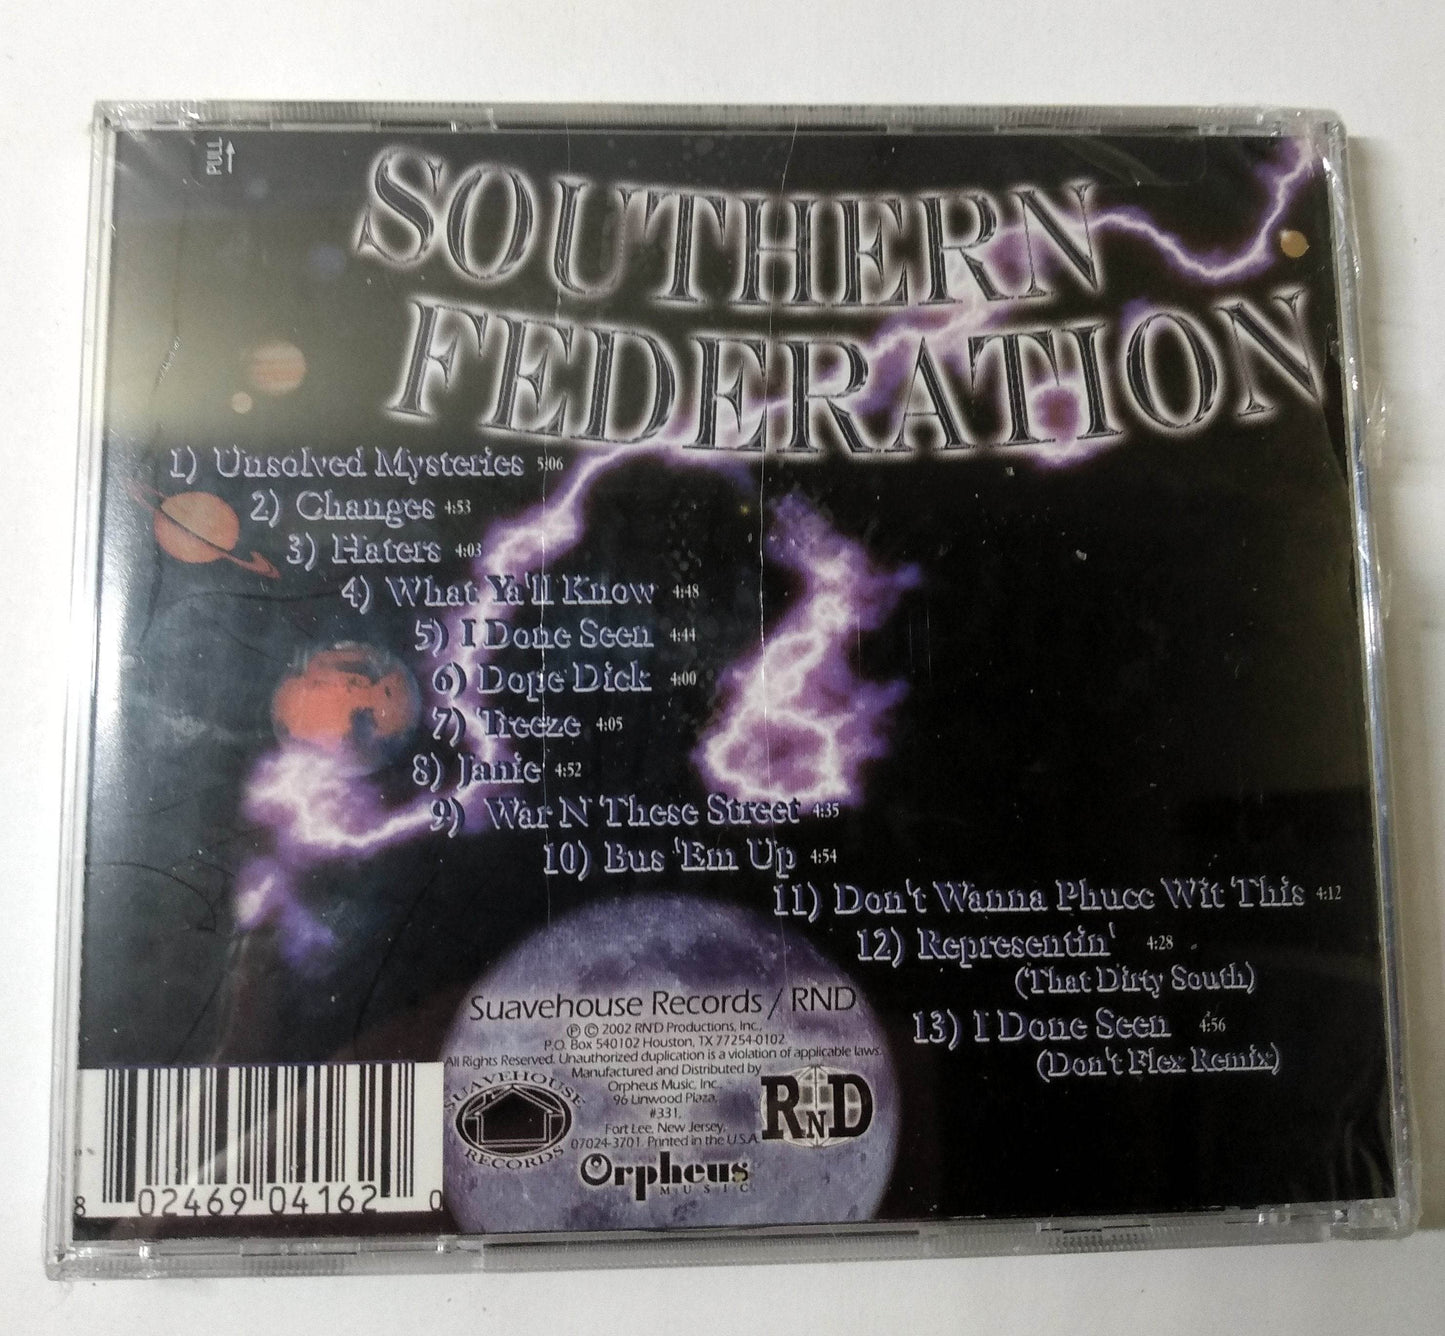 PULL
SOUTHERN
FEDERATION
1) Unsolved Mysteries 5:06
2) Changes 4:53
3) Haters 4:03
4) What Ya'll Know 4:48
5) I Done Seen 4:44
6) Dope Dick 4:00
7) Treeze 4:05
8) Janie 4:52
9) War N These Street 4:35
10) Bus 'Em Up 4:54
11) Don't Wanna Phucc Wit This 4:12
12) Representin' 4:28
(That Dirty South)
13) I Done Seen 4:56
(Don't Flex Remix)
Suavehouse Records / RND
℗ © 2002 RND Productions, Inc.,
P.O. Box 540102 Houston, TX 77254-0102
All Rights Reserved. Unauthorized duplication is a violation of applicable laws.
Manufactured and Distributed by
Orpheus Music, Inc.,
96 Linwood Plaza,
#331,
Fort Lee, New Jersey,
07024-3701. Printed in the U.S.A.
SUAVEHOUSE
RECORDS
RND
Orpheus
MUSIC
8 02469 04162 0